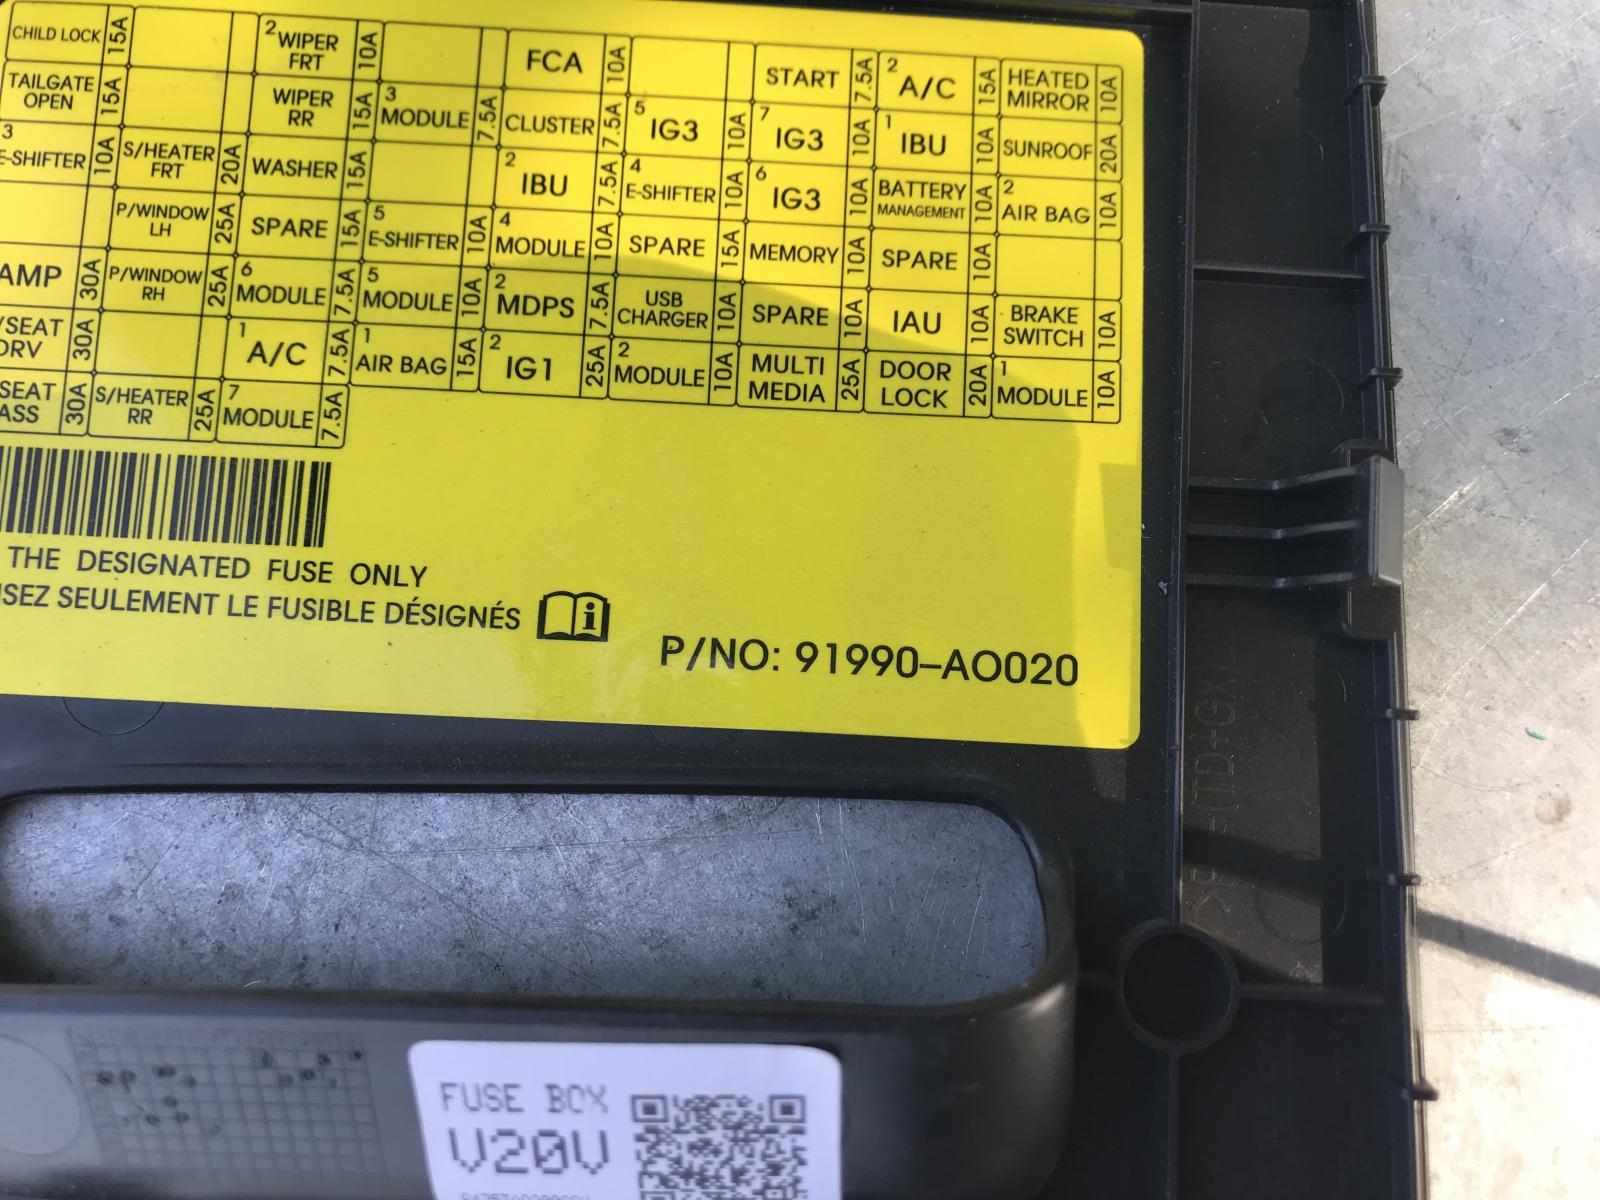 CHILD LOCK 15A
2 WIPER FRT 10A
FCA 10A
START 7.5A
2 A/C 15A
HEATED MIRROR 10A
TAILGATE OPEN 15A
WIPER RR 15A
3 MODULE 7.5A
CLUSTER 7.5A
5 IG3 10A
7 IG3 10A
1 IBU 10A
SUNROOF 20A
3 E-SHIFTER 10A
S/HEATER FRT 20A
WASHER 15A
2 IBU 7.5A
4 E-SHIFTER 10A
6 IG3 10A
BATTERY MANAGEMENT 10A
2 AIR BAG 10A
P/WINDOW LH 25A
SPARE 15A
5 E-SHIFTER 10A
4 MODULE 10A
SPARE 15A
MEMORY 10A
SPARE 10A
AMP 30A
P/WINDOW RH 25A
6 MODULE 7.5A
5 MODULE 10A
2 MDPS 7.5A
USB CHARGER 10A
SPARE 10A
IAU 10A
BRAKE SWITCH 10A
/SEAT DRV 30A
1 A/C 7.5A
1 AIR BAG 15A
2 IG1 25A
2 MODULE 10A
MULTI MEDIA 25A
DOOR LOCK 20A
1 MODULE 10A
SEAT ASS 30A
S/HEATER RR 25A
7 MODULE 7.5A
THE DESIGNATED FUSE ONLY
ISEZ SEULEMENT LE FUSIBLE DÉSIGNÉS
P/NO: 91990-AO020
FUSE BOX
V20V